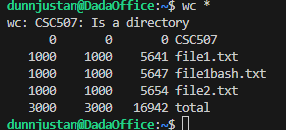 dunnjustan@DadaOffice:~$ wc *
wc: CSC507: Is a directory
0 0 0 CSC507
1000 1000 5641 file1.txt
1000 1000 5647 file1bash.txt
1000 1000 5654 file2.txt
3000 3000 16942 total
dunnjustan@DadaOffice:~$